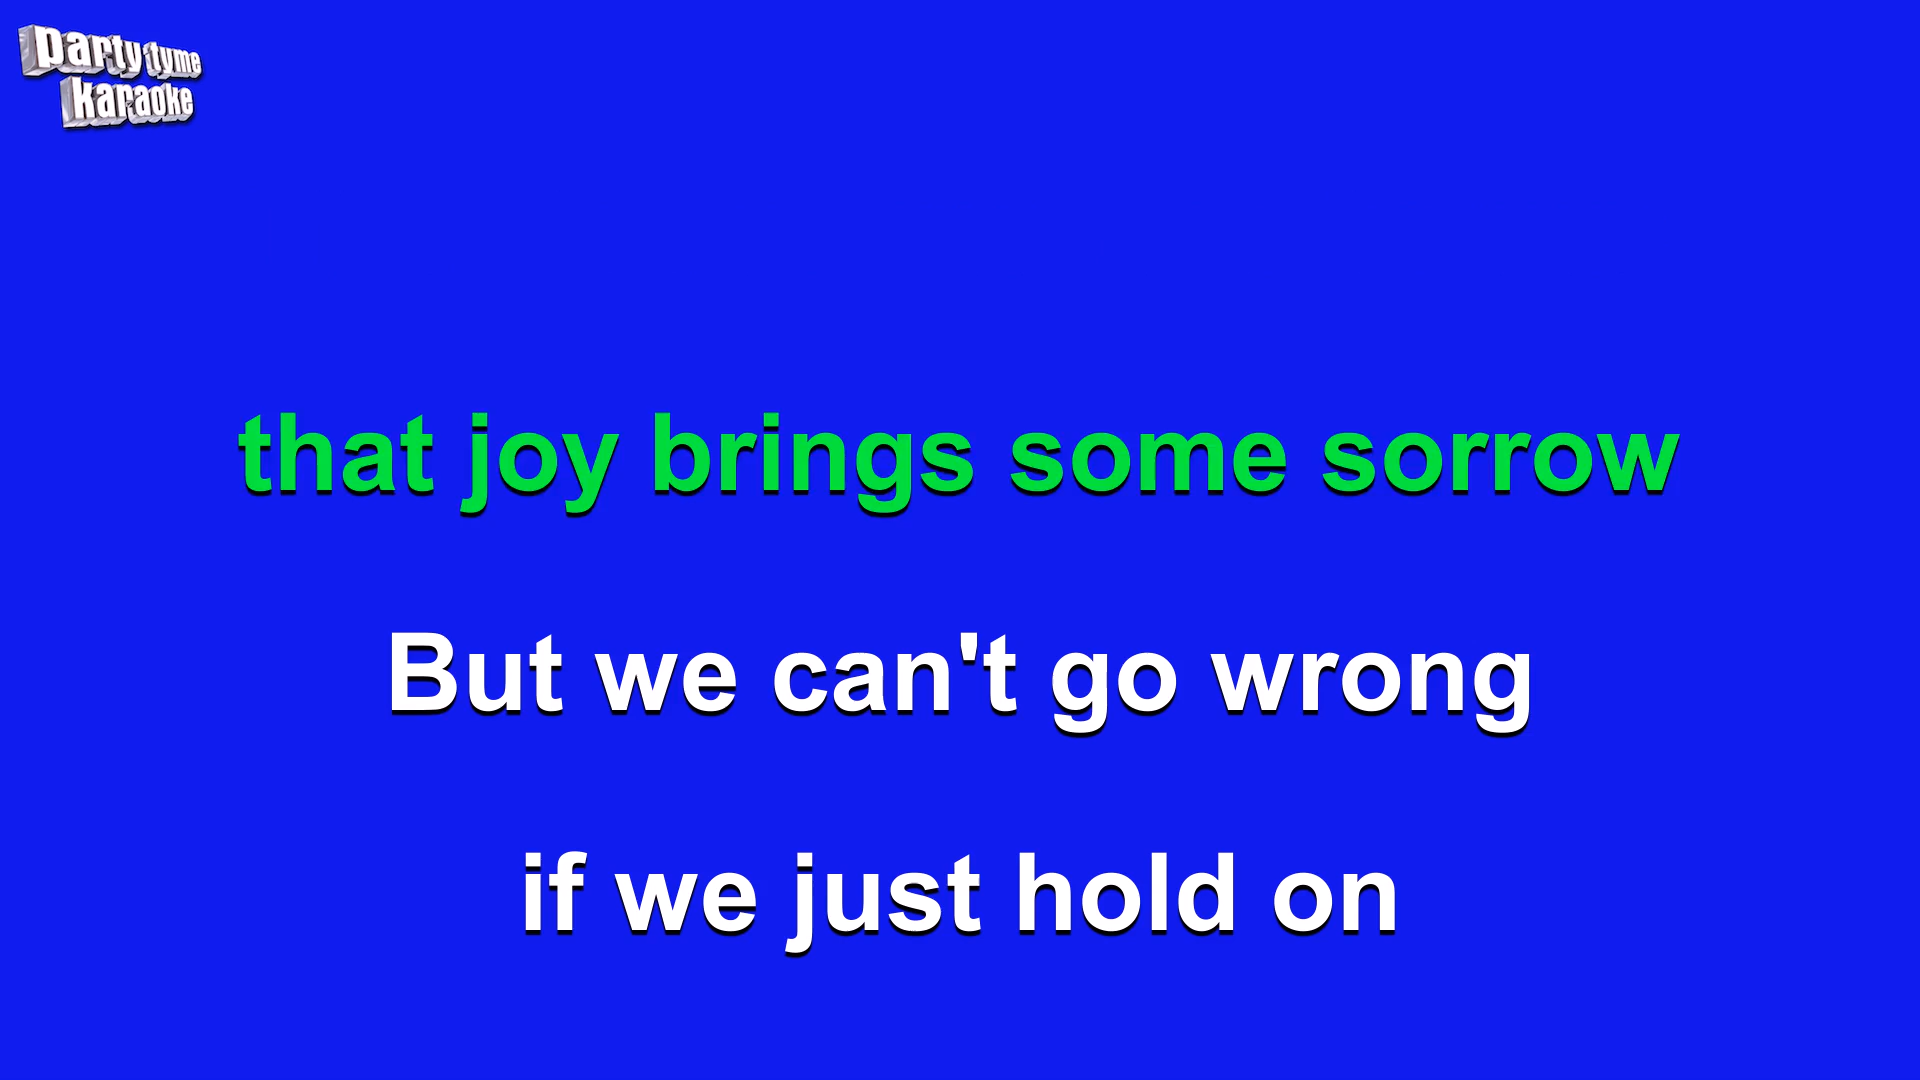 party tyme
karaoke
that joy brings some sorrow
But we can't go wrong
if we just hold on